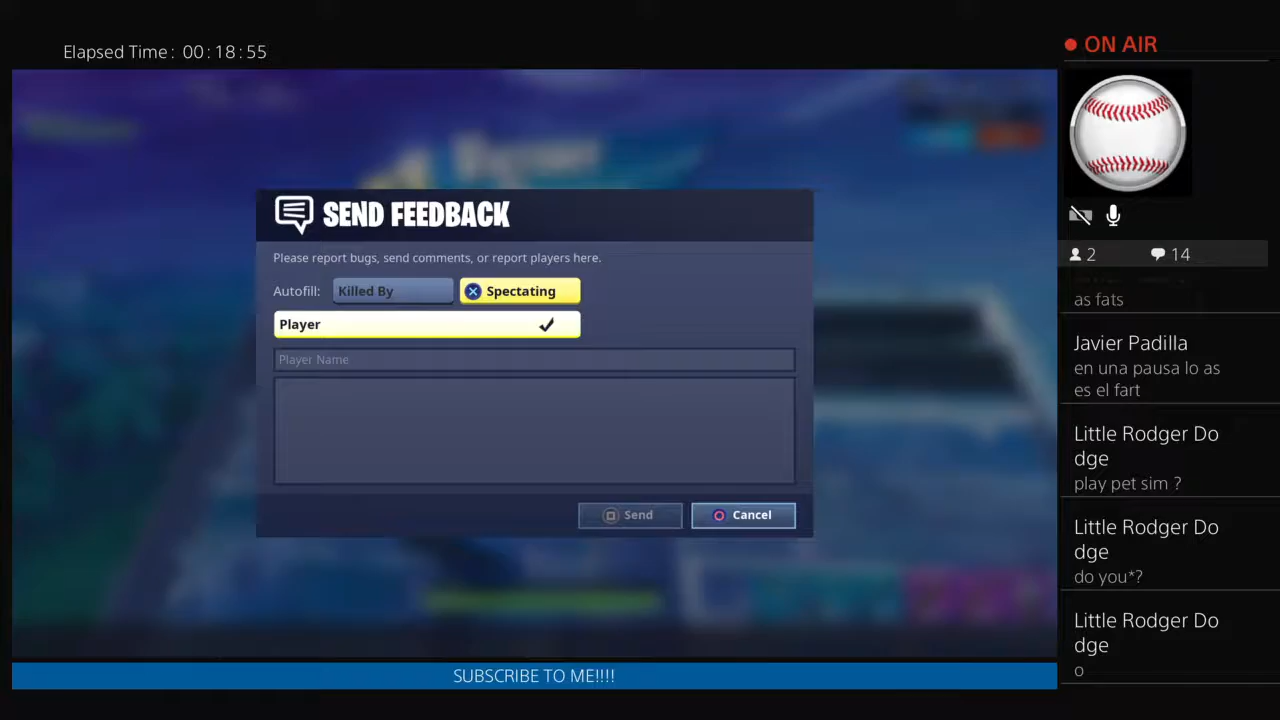 Elapsed Time: 00:18:55
ON AIR
SEND FEEDBACK
Please report bugs, send comments, or report players here.
Autofill: Killed By Spectating
Player
Player Name
Send Cancel
SUBSCRIBE TO ME!!!!
2 14
as fats
Javier Padilla
en una pausa lo as
es el fart
Little Rodger Do
dge
play pet sim ?
Little Rodger Do
dge
do you*?
Little Rodger Do
dge
o